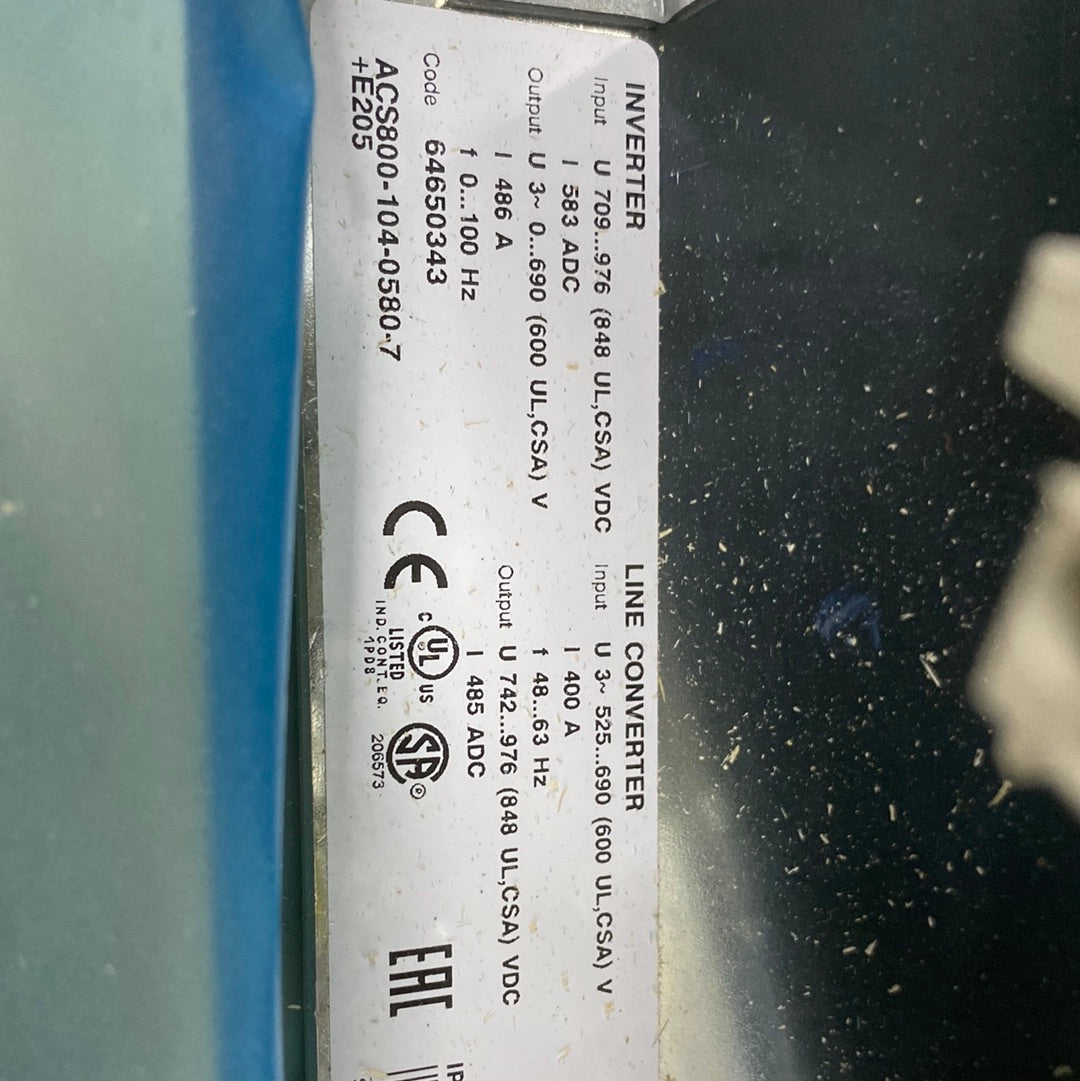 INVERTER
Input U 709...976 (848 UL,CSA) VDC
I 583 ADC
Output U 3~ 0...690 (600 UL,CSA) V
I 486 A
f 0...100 Hz
Code 64650343
ACS800-104-0580-7
+E205
LINE CONVERTER
Input U 3~ 525...690 (600 UL,CSA) V
I 400 A
f 48...63 Hz
Output U 742...976 (848 UL,CSA) VDC
I 485 ADC
CE
C UL US
LISTED
IND. CONT. EQ.
1PD8
SA ®
206573
EAC
IP